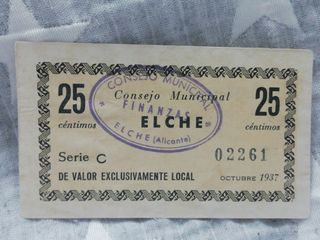 25 Consejo Municipal 25
céntimos ELCHE céntimos
CONSEJO MUNICIPAL
* FINANZAS *
ELCHE (Alicante)
Serie C 02261
DE VALOR EXCLUSIVAMENTE LOCAL OCTUBRE 1937